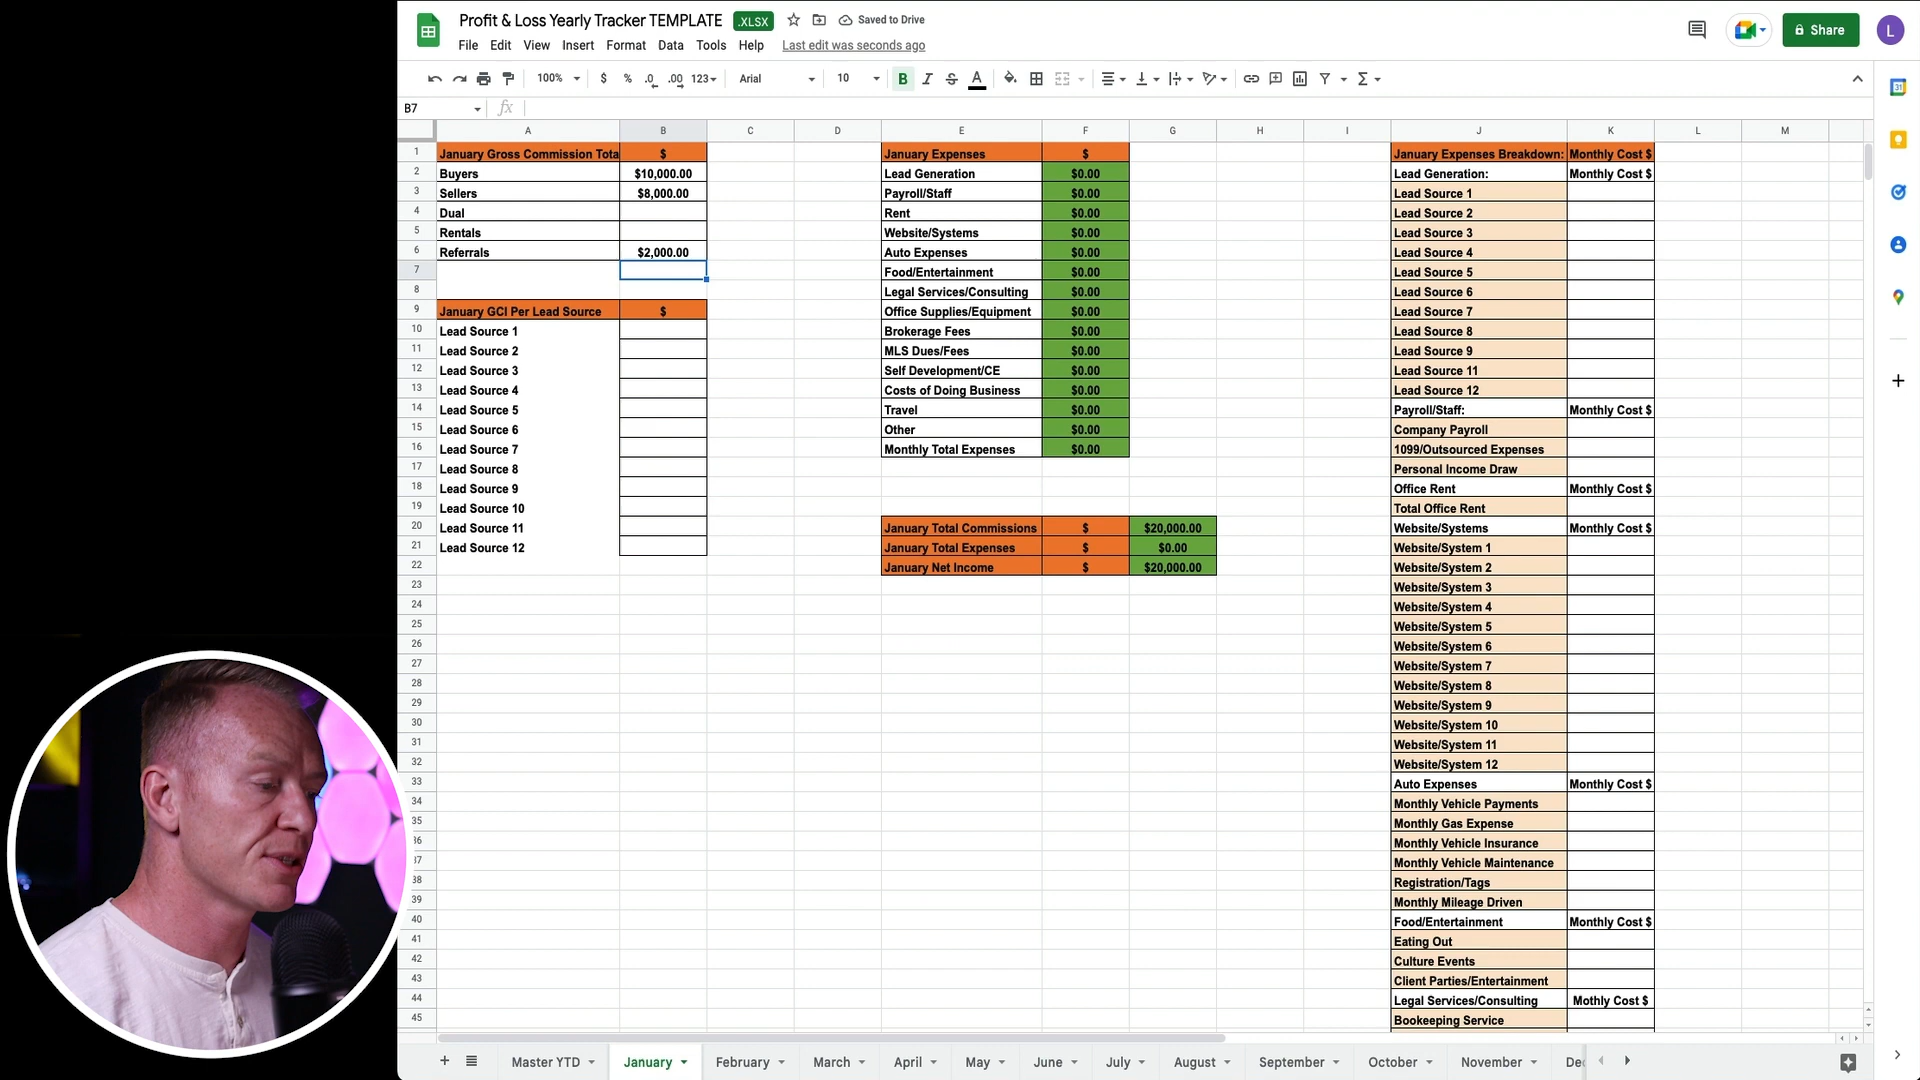 Profit & Loss Yearly Tracker TEMPLATE .XLSX Saved to Drive
File Edit View Insert Format Data Tools Help Last edit was seconds ago
Share
L
100% $ % .0 .00 123 Arial 10 B I S A
31
B7 fx
A B C D E F G H I J K L M
1 January Gross Commission Tota $ January Expenses $ January Expenses Breakdown: Monthly Cost $
2 Buyers $10,000.00 Lead Generation $0.00 Lead Generation: Monthly Cost $
3 Sellers $8,000.00 Payroll/Staff $0.00 Lead Source 1
4 Dual Rent $0.00 Lead Source 2
5 Rentals Website/Systems $0.00 Lead Source 3
6 Referrals $2,000.00 Auto Expenses $0.00 Lead Source 4
7 Food/Entertainment $0.00 Lead Source 5
8 Legal Services/Consulting $0.00 Lead Source 6
9 January GCI Per Lead Source $ Office Supplies/Equipment $0.00 Lead Source 7
10 Lead Source 1 Brokerage Fees $0.00 Lead Source 8
11 Lead Source 2 MLS Dues/Fees $0.00 Lead Source 9
12 Lead Source 3 Self Development/CE $0.00 Lead Source 11
13 Lead Source 4 Costs of Doing Business $0.00 Lead Source 12
14 Lead Source 5 Travel $0.00 Payroll/Staff: Monthly Cost $
15 Lead Source 6 Other $0.00 Company Payroll
16 Lead Source 7 Monthly Total Expenses $0.00 1099/Outsourced Expenses
17 Lead Source 8 Personal Income Draw
18 Lead Source 9 Office Rent Monthly Cost $
19 Lead Source 10 Total Office Rent
20 Lead Source 11 January Total Commissions $ $20,000.00 Website/Systems Monthly Cost $
21 Lead Source 12 January Total Expenses $ $0.00 Website/System 1
22 January Net Income $ $20,000.00 Website/System 2
23 Website/System 3
24 Website/System 4
25 Website/System 5
26 Website/System 6
27 Website/System 7
28 Website/System 8
29 Website/System 9
30 Website/System 10
31 Website/System 11
32 Website/System 12
33 Auto Expenses Monthly Cost $
34 Monthly Vehicle Payments
35 Monthly Gas Expense
36 Monthly Vehicle Insurance
37 Monthly Vehicle Maintenance
38 Registration/Tags
39 Monthly Mileage Driven
40 Food/Entertainment Monthly Cost $
41 Eating Out
42 Culture Events
43 Client Parties/Entertainment
44 Legal Services/Consulting Mothly Cost $
45 Bookeeping Service
Master YTD January February March April May June July August September October November De